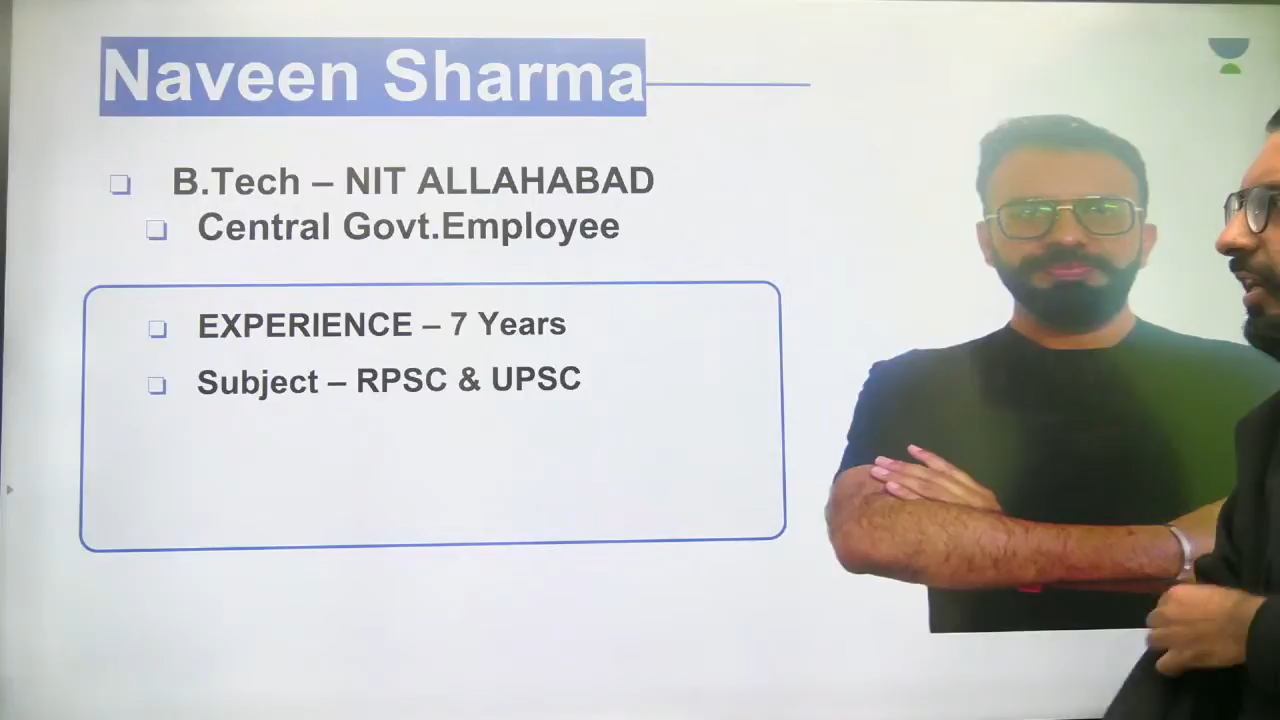 Naveen Sharma
B.Tech – NIT ALLAHABAD
Central Govt.Employee
EXPERIENCE – 7 Years
Subject – RPSC & UPSC